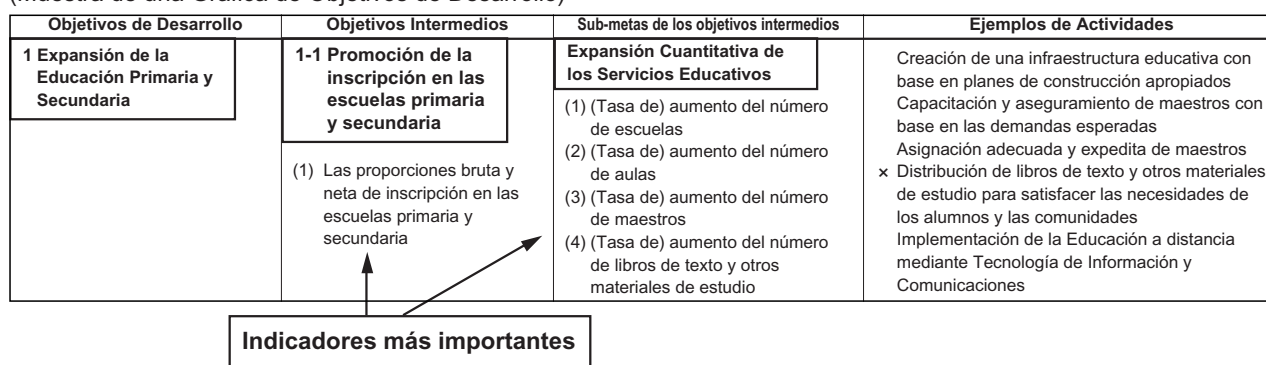 (Muestra de una Gráfica de Objetivos de Desarrollo)
Objetivos de Desarrollo
Objetivos Intermedios
Sub-metas de los objetivos intermedios
Ejemplos de Actividades
1 Expansión de la
Educación Primaria y
Secundaria
1-1 Promoción de la
inscripción en las
escuelas primaria
y secundaria
(1) Las proporciones bruta y
neta de inscripción en las
escuelas primaria y
secundaria
Expansión Cuantitativa de
los Servicios Educativos
(1) (Tasa de) aumento del número
de escuelas
(2) (Tasa de) aumento del número
de aulas
(3) (Tasa de) aumento del número
de maestros
(4) (Tasa de) aumento del número
de libros de texto y otros
materiales de estudio
Creación de una infraestructura educativa con
base en planes de construcción apropiados
Capacitación y aseguramiento de maestros con
base en las demandas esperadas
Asignación adecuada y expedita de maestros
× Distribución de libros de texto y otros materiales
de estudio para satisfacer las necesidades de
los alumnos y las comunidades
Implementación de la Educación a distancia
mediante Tecnología de Información y
Comunicaciones
Indicadores más importantes